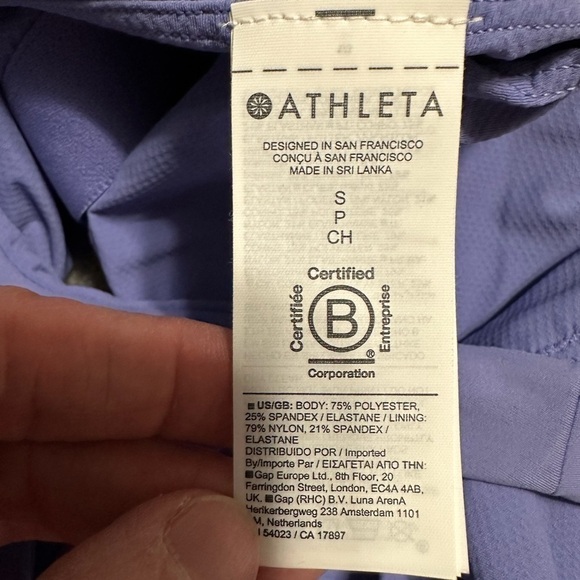 ATHLETA
DESIGNED IN SAN FRANCISCO
CONÇU À SAN FRANCISCO
MADE IN SRI LANKA
S
P
CH
Certified
Certifiée
B
Entreprise
®
Corporation
US/GB: BODY: 75% POLYESTER,
25% SPANDEX / ELASTANE / LINING:
79% NYLON, 21% SPANDEX /
ELASTANE
DISTRIBUIDO POR / Imported
By/Importe Par / ΕΙΣΑΓΕΤΑΙ ΑΠΟ ΤΗΝ:
Gap Europe Ltd., 8th Floor, 20
Farringdon Street, London, EC4A 4AB,
UK. Gap (RHC) B.V. Luna ArenA
Herikerbergweg 238 Amsterdam 1101
Netherlands
54023 / CA 17897